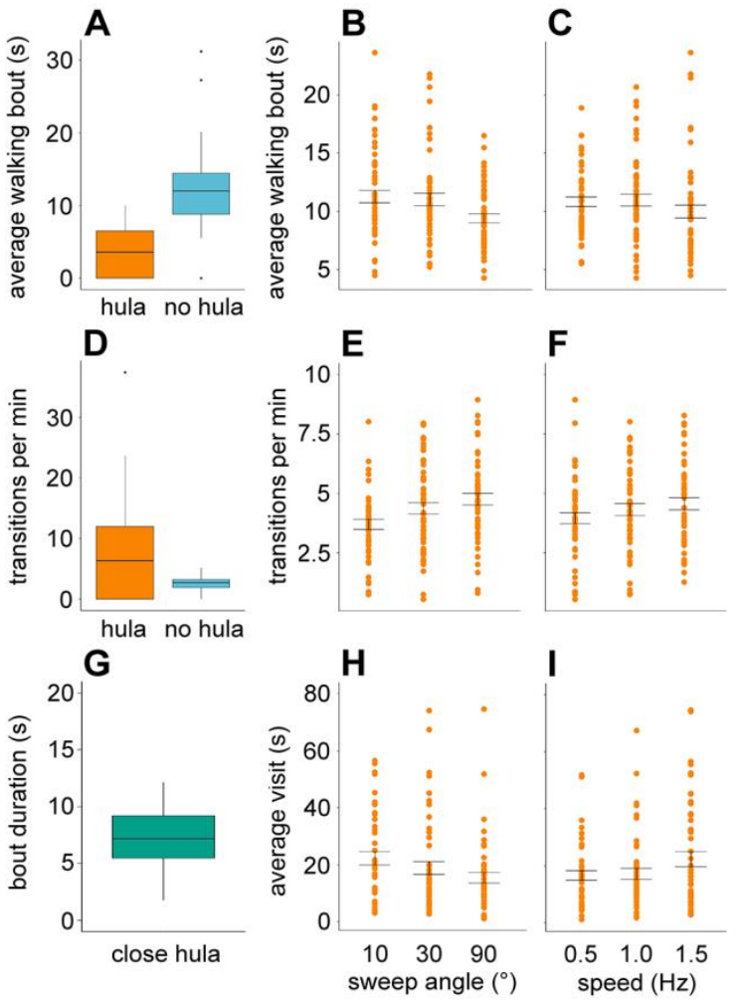 A
B
C
average walking bout (s)
30
20
10
0
hula no hula
average walking bout (s)
20
15
10
5
D
E
F
transitions per min
30
20
10
0
hula no hula
transitions per min
10
7.5
5
2.5
G
H
I
bout duration (s)
20
15
10
5
0
close hula
average visit (s)
80
60
40
20
0
10 30 90
sweep angle (°)
0.5 1.0 1.5
speed (Hz)